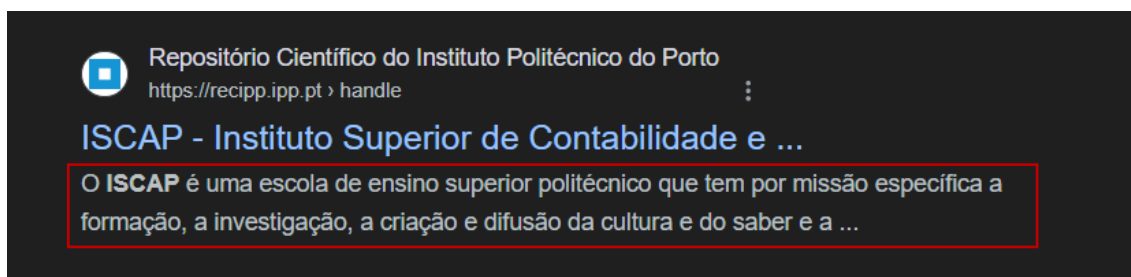 Repositório Científico do Instituto Politécnico do Porto
https://recipp.ipp.pt › handle
ISCAP - Instituto Superior de Contabilidade e ...
O ISCAP é uma escola de ensino superior politécnico que tem por missão específica a
formação, a investigação, a criação e difusão da cultura e do saber e a ...